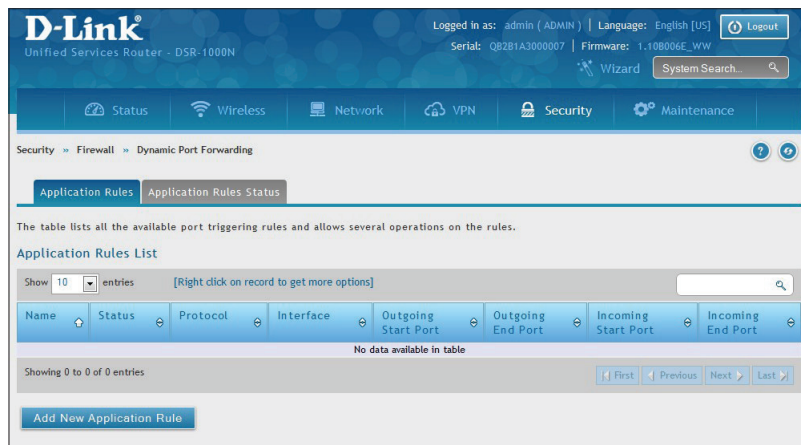 D-Link®
Logged in as: admin ( ADMIN ) | Language: English [US] Logout
Unified Services Router - DSR-1000N
Serial: QB2B1A3000007 | Firmware: 1.10B006E_WW
Wizard System Search...
Status Wireless Network VPN Security Maintenance
Security » Firewall » Dynamic Port Forwarding ?
Application Rules Application Rules Status
The table lists all the available port triggering rules and allows several operations on the rules.
Application Rules List
Show 10 entries [Right click on record to get more options]
Name Status Protocol Interface Outgoing Start Port Outgoing End Port Incoming Start Port Incoming End Port
No data available in table
Showing 0 to 0 of 0 entries First Previous Next Last
Add New Application Rule